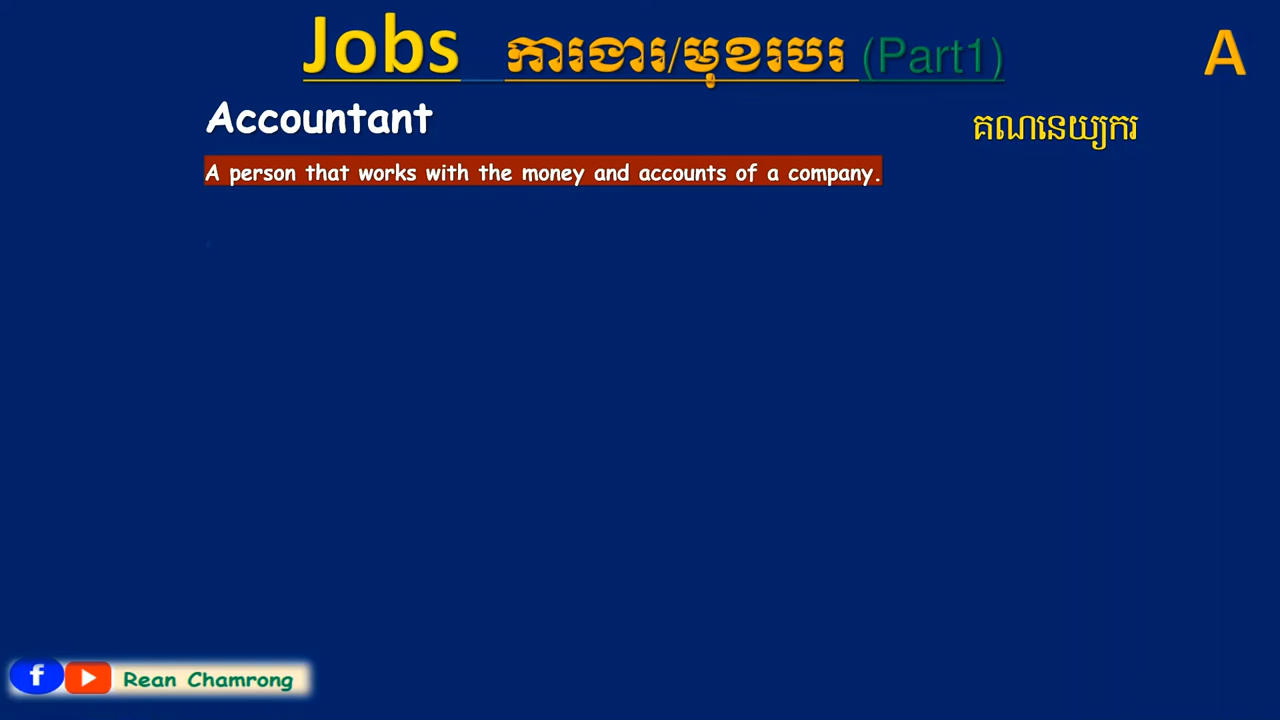 Jobs ការងារ/មុខរបរ (Part1) A
Accountant គណនេយ្យករ
A person that works with the money and accounts of a company.
f Rean Chamrong